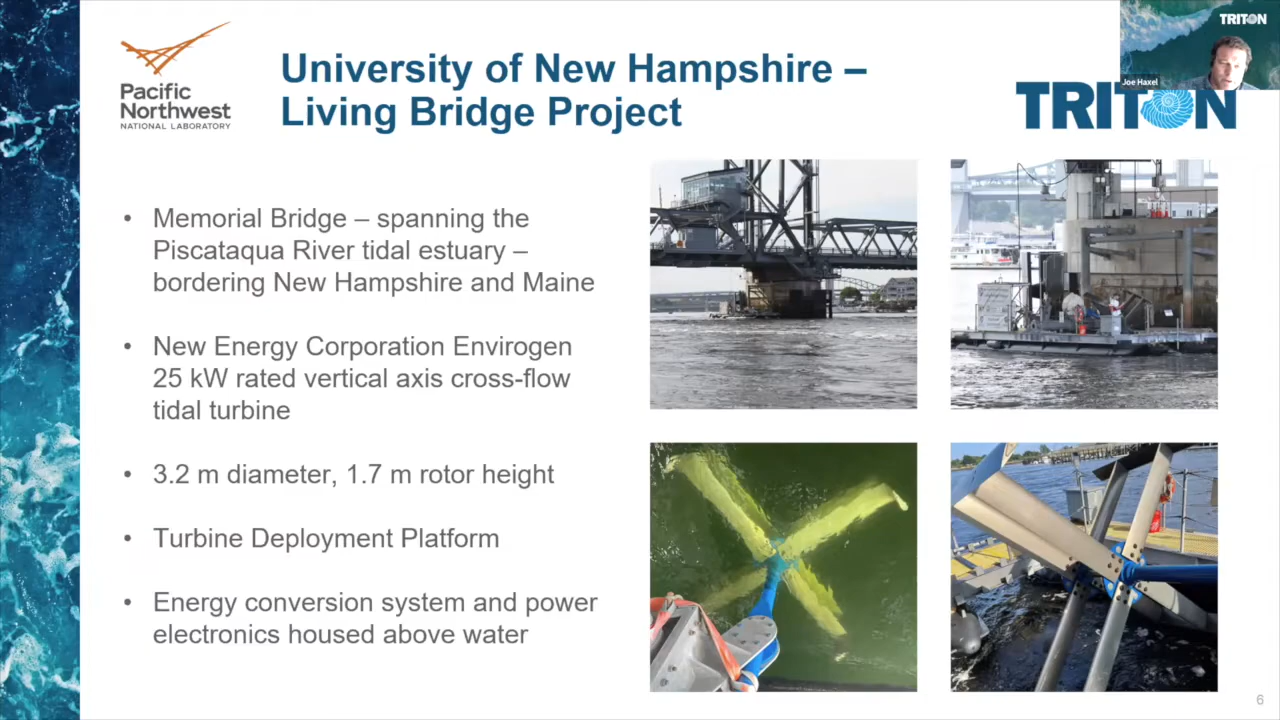 Pacific
Northwest
NATIONAL LABORATORY
University of New Hampshire –
Living Bridge Project
TRITON
Joe Haxel
TRITON
• Memorial Bridge – spanning the
Piscataqua River tidal estuary –
bordering New Hampshire and Maine
• New Energy Corporation Envirogen
25 kW rated vertical axis cross-flow
tidal turbine
• 3.2 m diameter, 1.7 m rotor height
• Turbine Deployment Platform
• Energy conversion system and power
electronics housed above water
6